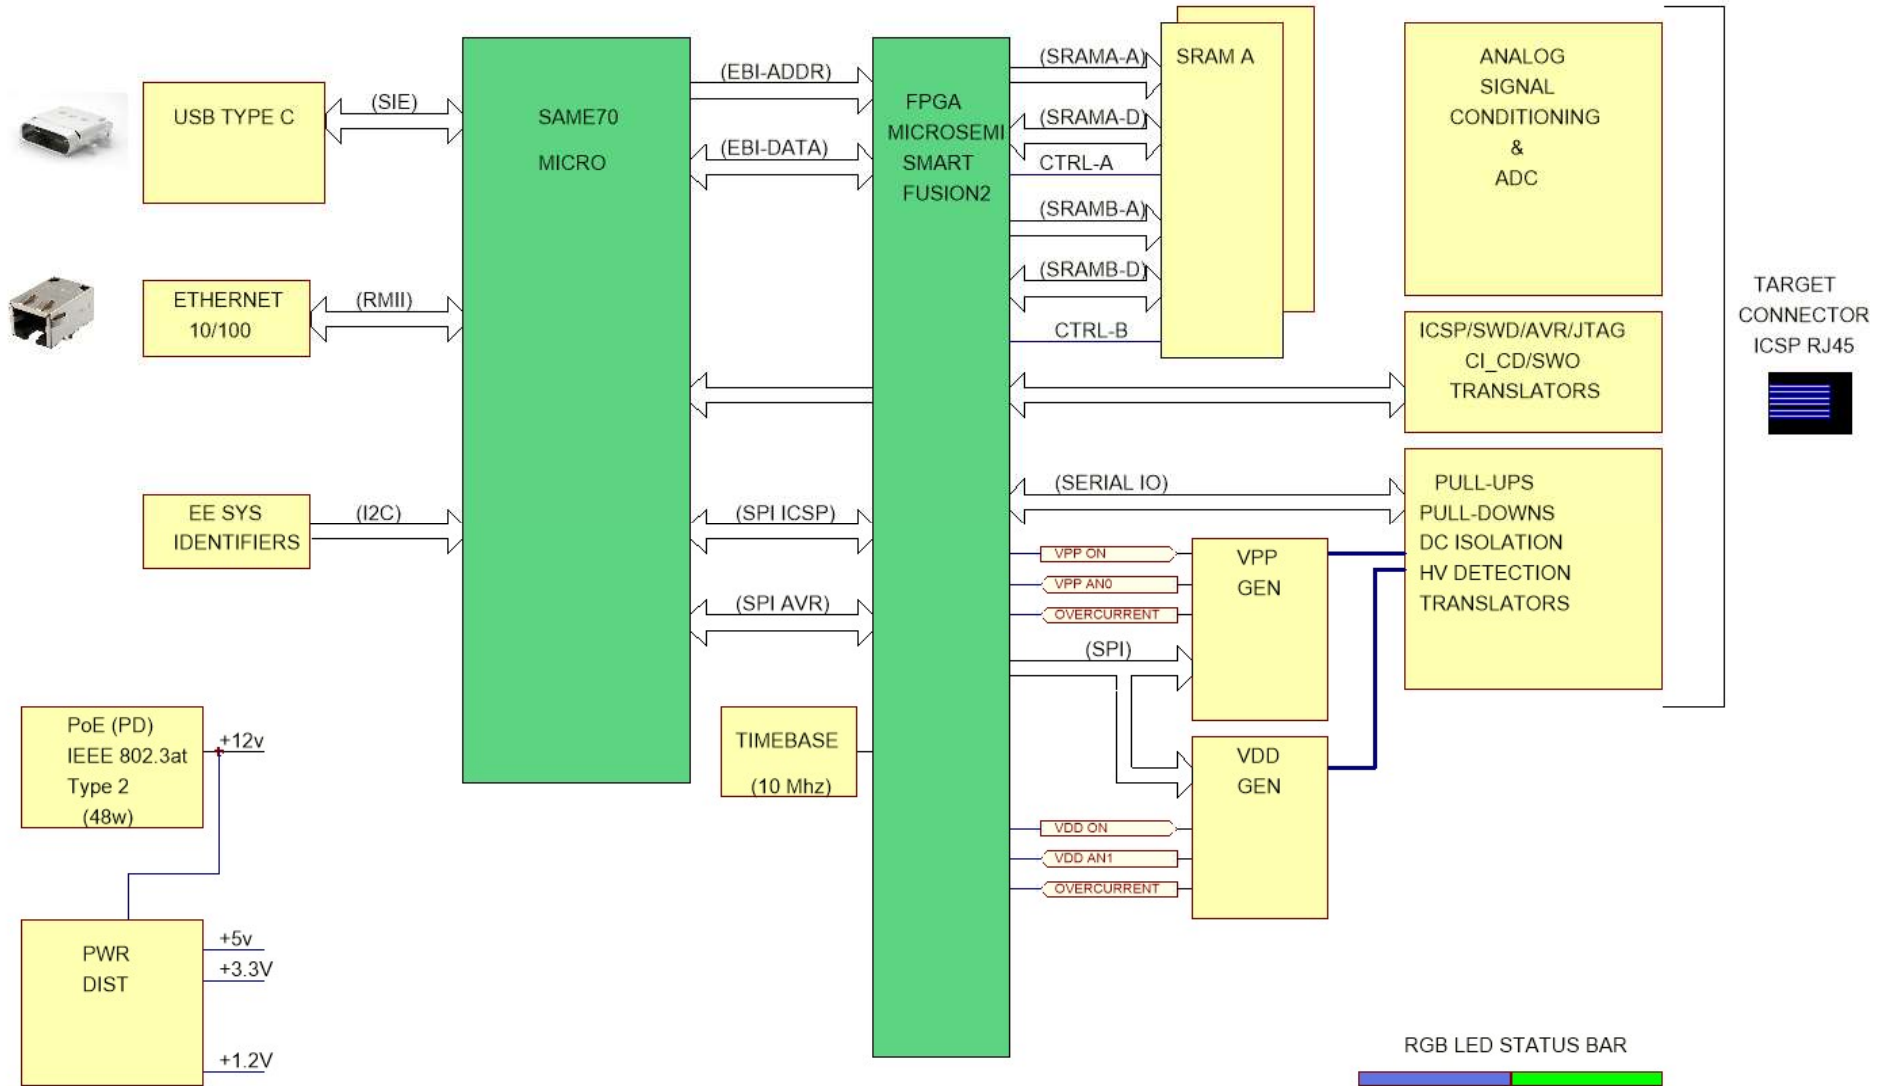 USB TYPE C
(SIE)
SAME70
MICRO
(EBI-ADDR)
(EBI-DATA)
FPGA
MICROSEMI
SMART
FUSION2
(SRAMA-A)
(SRAMA-D)
CTRL-A
(SRAMB-A)
(SRAMB-D)
CTRL-B
SRAM A
ANALOG
SIGNAL
CONDITIONING
&
ADC
ETHERNET
10/100
(RMII)
ICSP/SWD/AVR/JTAG
CI_CD/SWO
TRANSLATORS
TARGET
CONNECTOR
ICSP RJ45
EE SYS
IDENTIFIERS
(I2C)
(SPI ICSP)
(SPI AVR)
(SERIAL IO)
PULL-UPS
PULL-DOWNS
DC ISOLATION
HV DETECTION
TRANSLATORS
VPP ON
VPP AN0
OVERCURRENT
(SPI)
VPP
GEN
VDD
GEN
VDD ON
VDD AN1
OVERCURRENT
TIMEBASE
(10 Mhz)
PoE (PD)
IEEE 802.3at
Type 2
(48w)
+12v
PWR
DIST
+5v
+3.3V
+1.2V
RGB LED STATUS BAR